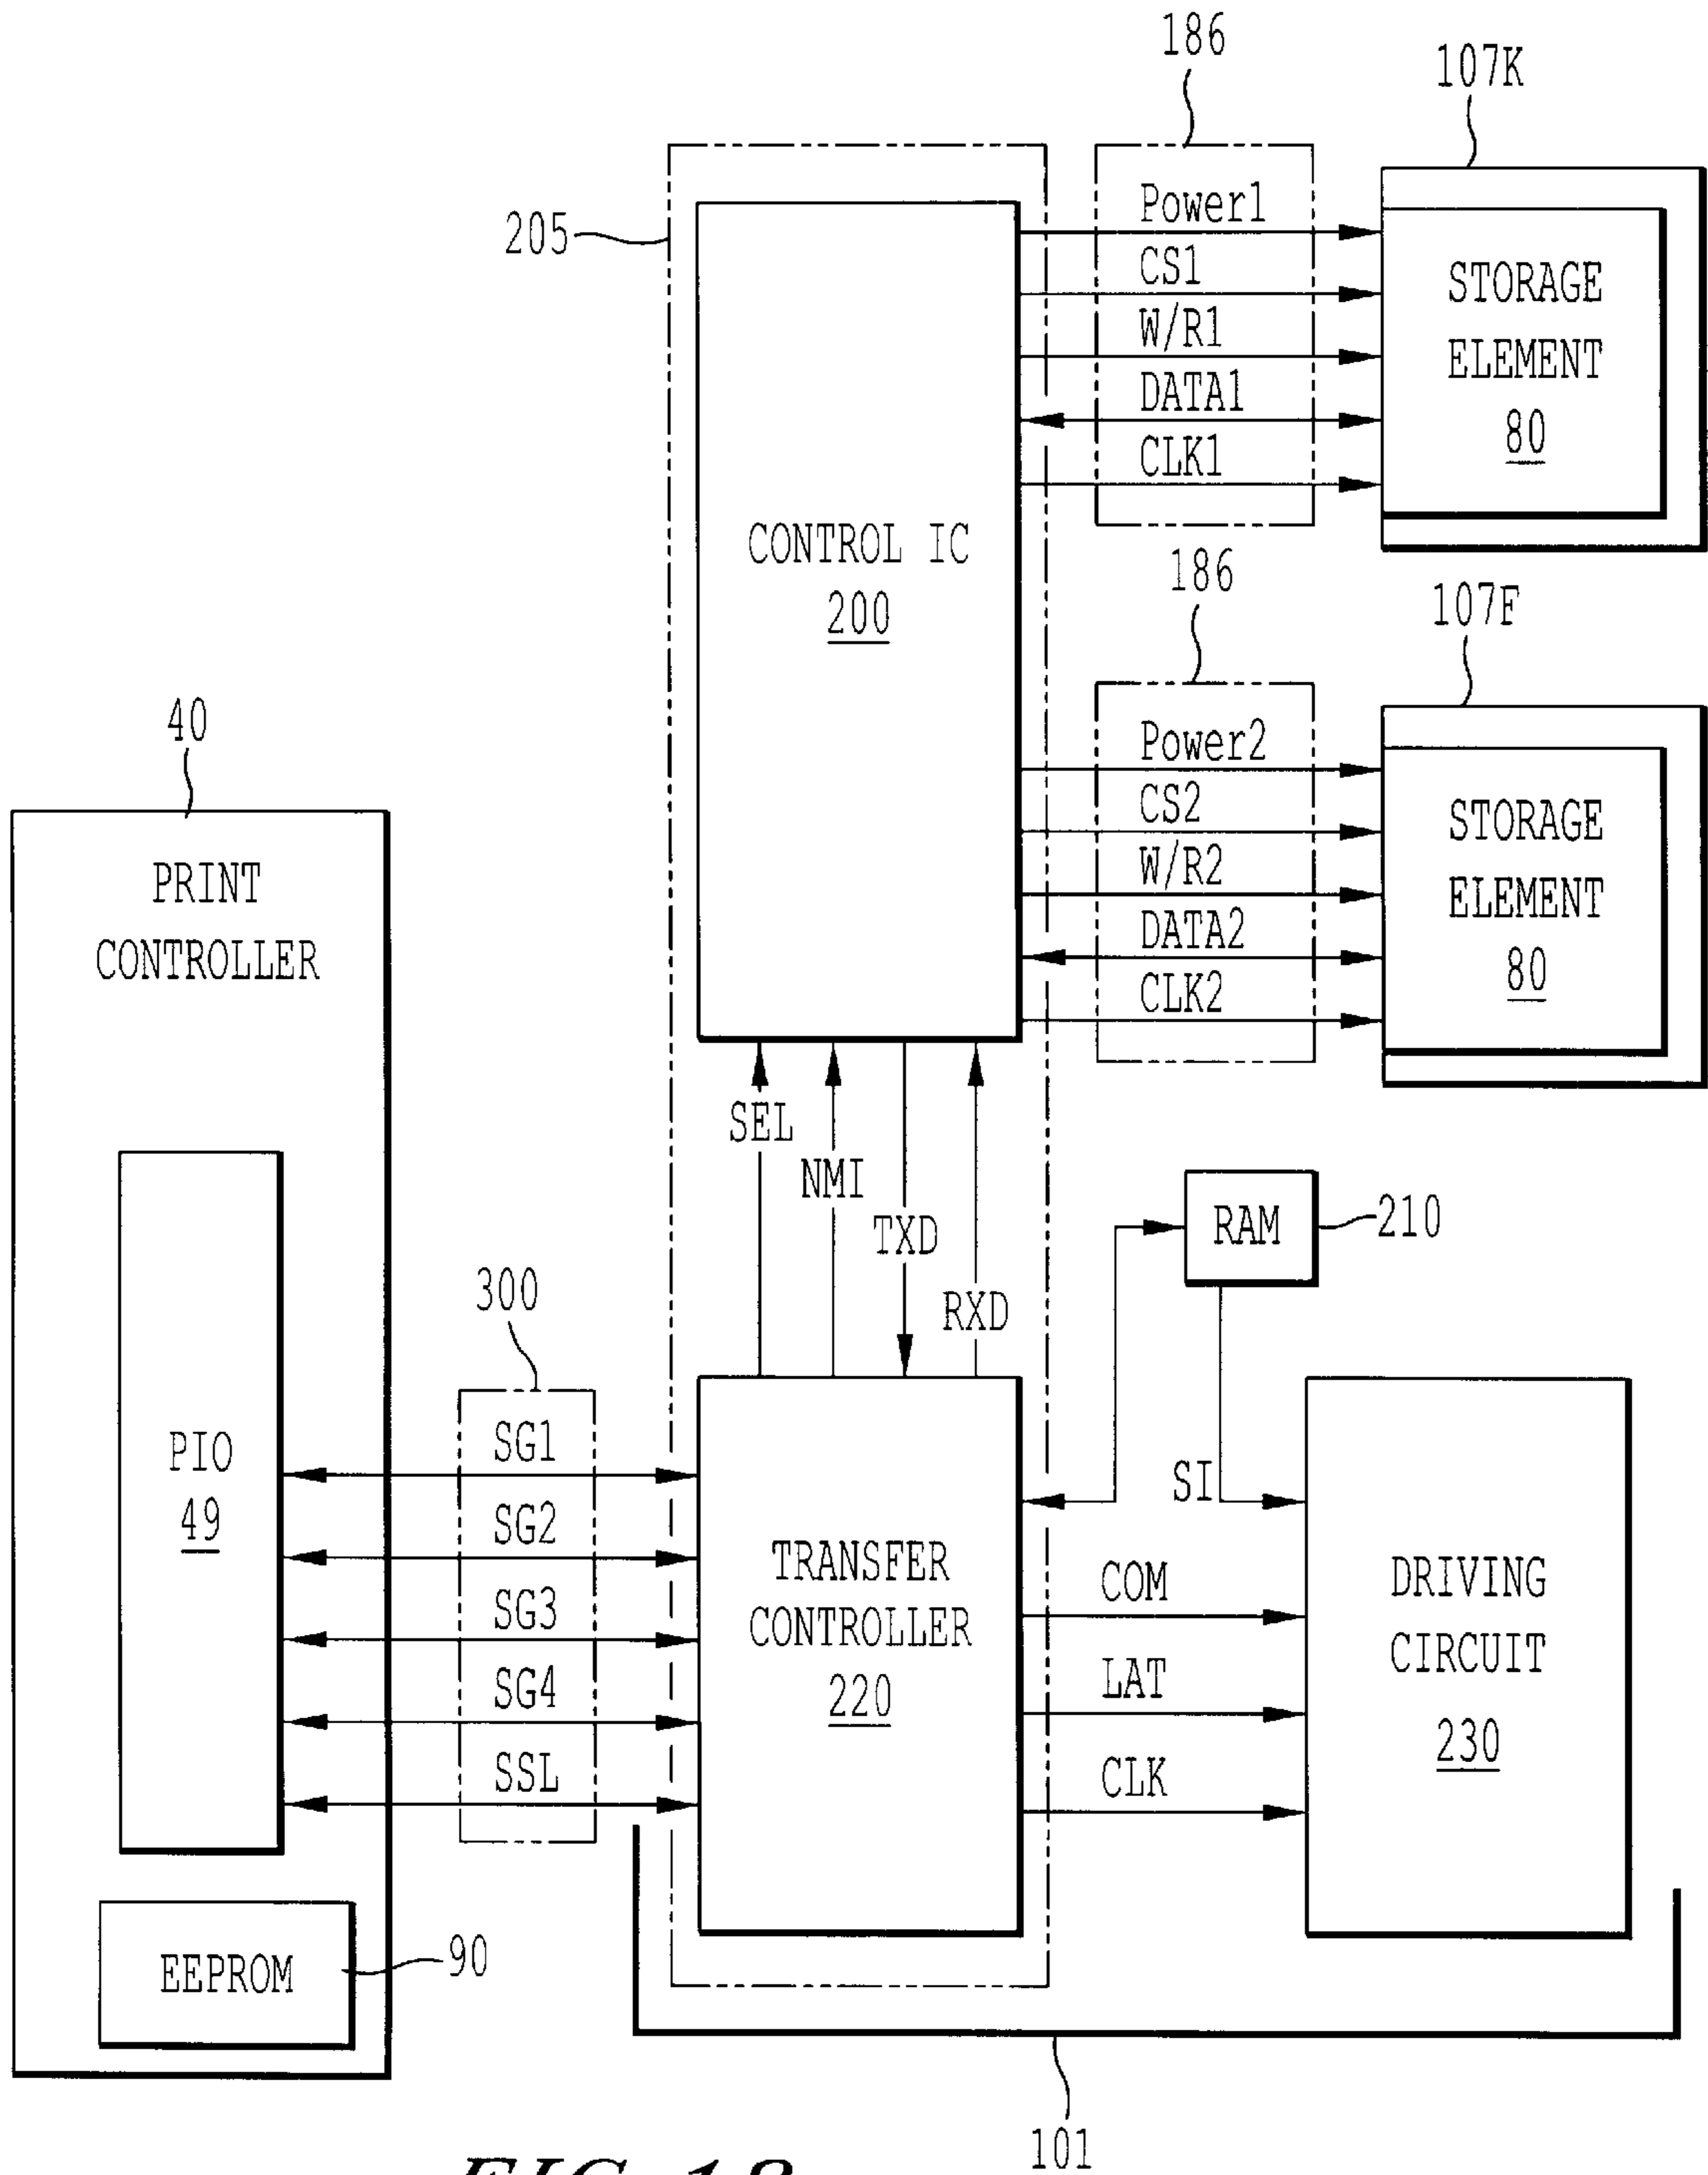 186
107K
205
Power1
CS1
W/R1
DATA1
CLK1
STORAGE
ELEMENT
80
CONTROL IC
200
186
107F
Power2
CS2
W/R2
DATA2
CLK2
STORAGE
ELEMENT
80
40
PRINT
CONTROLLER
SEL
NMI
TXD
RXD
RAM
210
300
PIO
49
SG1
SG2
SG3
SG4
SSL
TRANSFER
CONTROLLER
220
SI
COM
LAT
CLK
DRIVING
CIRCUIT
230
EEPROM
90
101